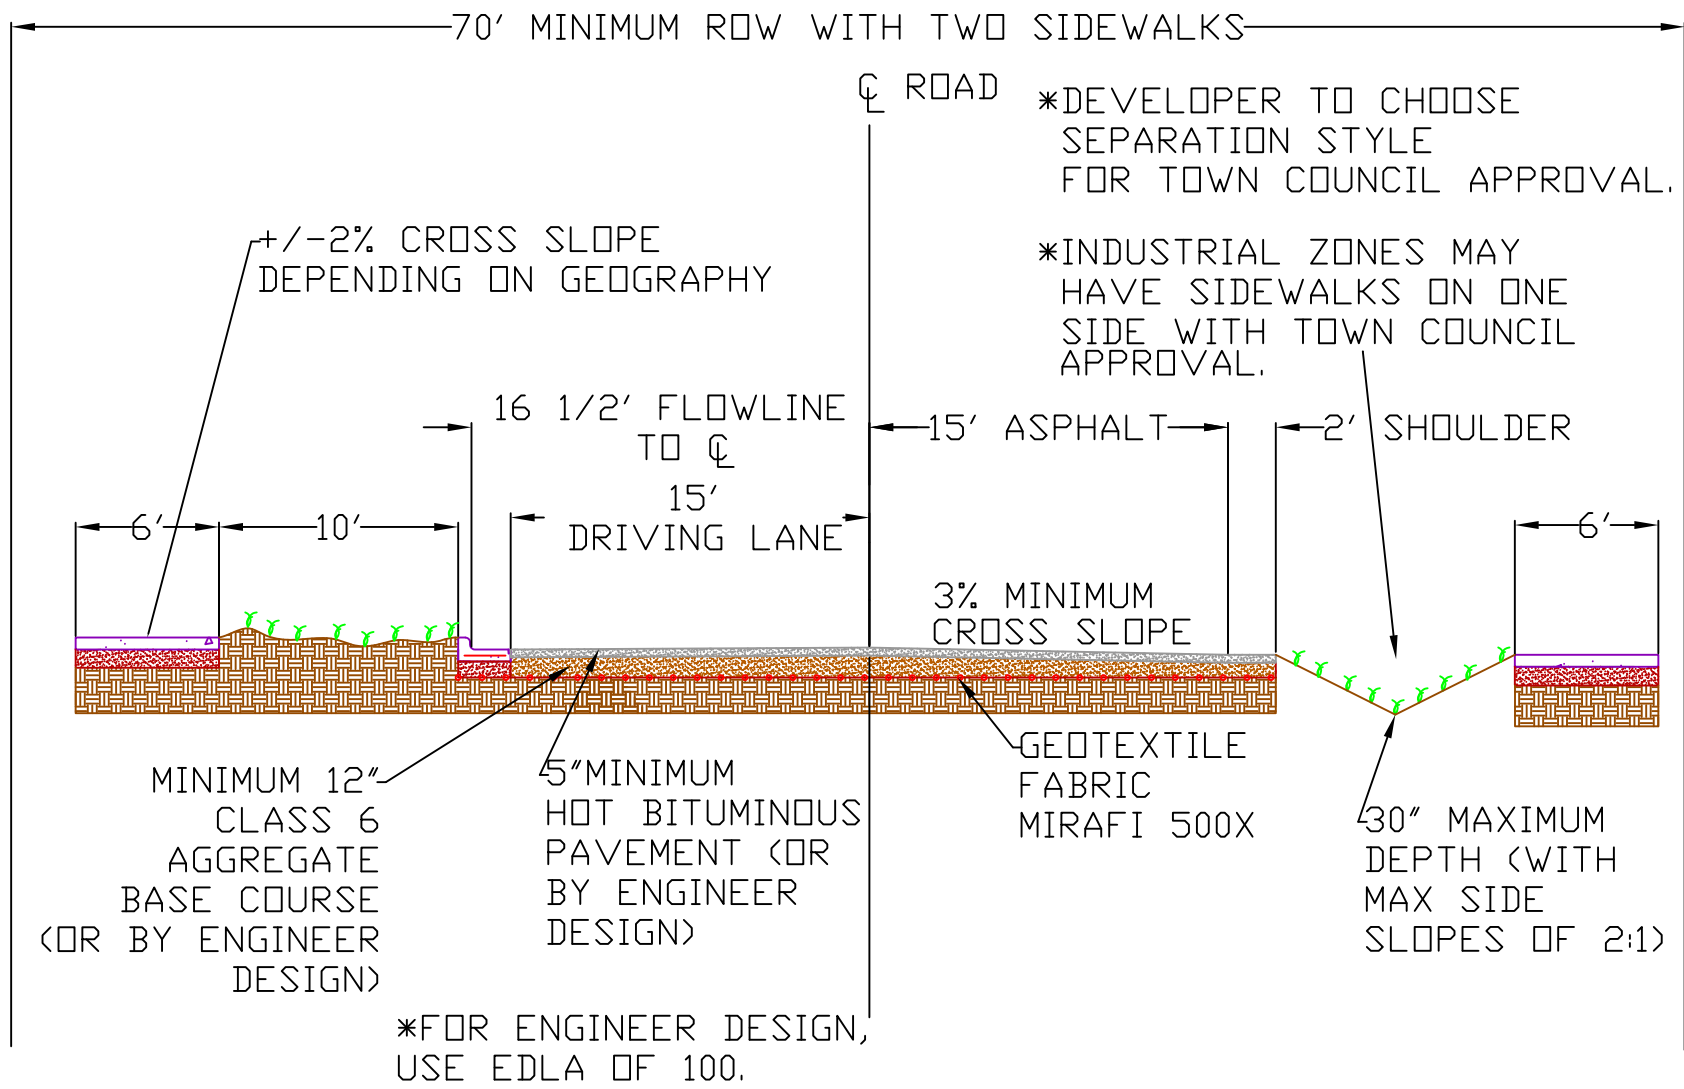 70' MINIMUM ROW WITH TWO SIDEWALKS
℄ ROAD
*DEVELOPER TO CHOOSE
SEPARATION STYLE
FOR TOWN COUNCIL APPROVAL.
+/-2% CROSS SLOPE
DEPENDING ON GEOGRAPHY
*INDUSTRIAL ZONES MAY
HAVE SIDEWALKS ON ONE
SIDE WITH TOWN COUNCIL
APPROVAL.
16 1/2' FLOWLINE
TO ℄
15' ASPHALT
2' SHOULDER
15'
DRIVING LANE
6'
10'
6'
3% MINIMUM
CROSS SLOPE
MINIMUM 12"
CLASS 6
AGGREGATE
BASE COURSE
(OR BY ENGINEER
DESIGN)
5"MINIMUM
HOT BITUMINOUS
PAVEMENT (OR
BY ENGINEER
DESIGN)
GEOTEXTILE
FABRIC
MIRAFI 500X
30" MAXIMUM
DEPTH (WITH
MAX SIDE
SLOPES OF 2:1)
*FOR ENGINEER DESIGN,
USE EDLA OF 100.